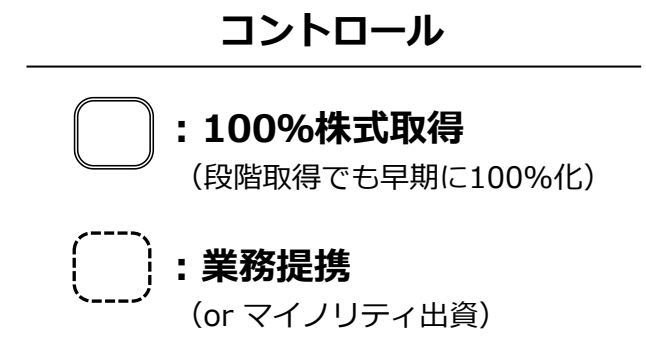 コントロール
：100%株式取得
（段階取得でも早期に100%化）
：業務提携
（or マイノリティ出資）